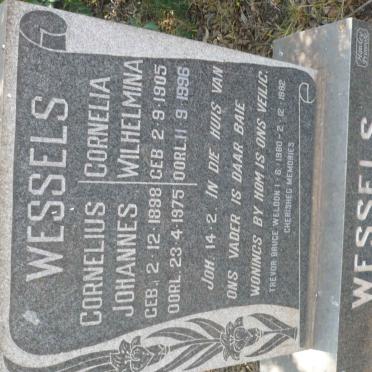 WESSELS
CORNELIUS CORNELIA
JOHANNES WILHELMINA
GEB. 2-12-1898 GEB 2-9-1905
OORL. 23-4-1975 OORL 11-9-1996
JOH. 14-2. IN DIE HUIS VAN
ONS VADER IS DAAR BAIE
WONINGS BY HOM IS ONS VEILIG.
TREVOR BRUCE WELDON 1-6-1980 - 2-12-1982
CHERISHED MEMORIES
WESSELS